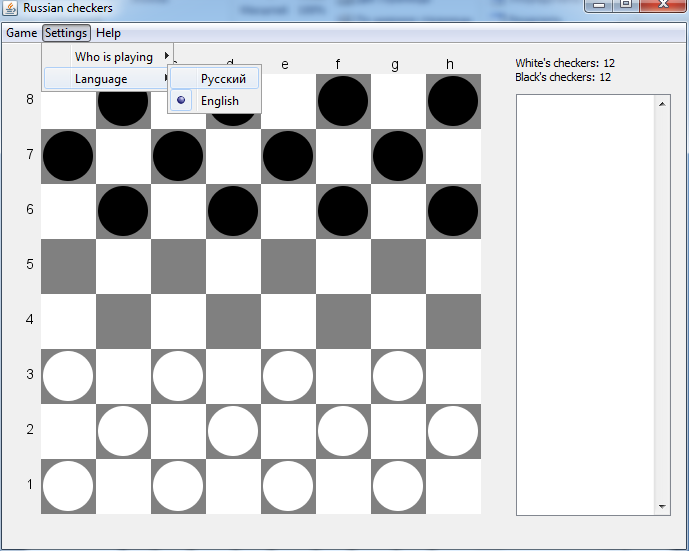 Russian checkers
Game Settings Help
Who is playing
Language
Русский
English
e f g h
8
7
6
5
4
3
2
1
White's checkers: 12
Black's checkers: 12